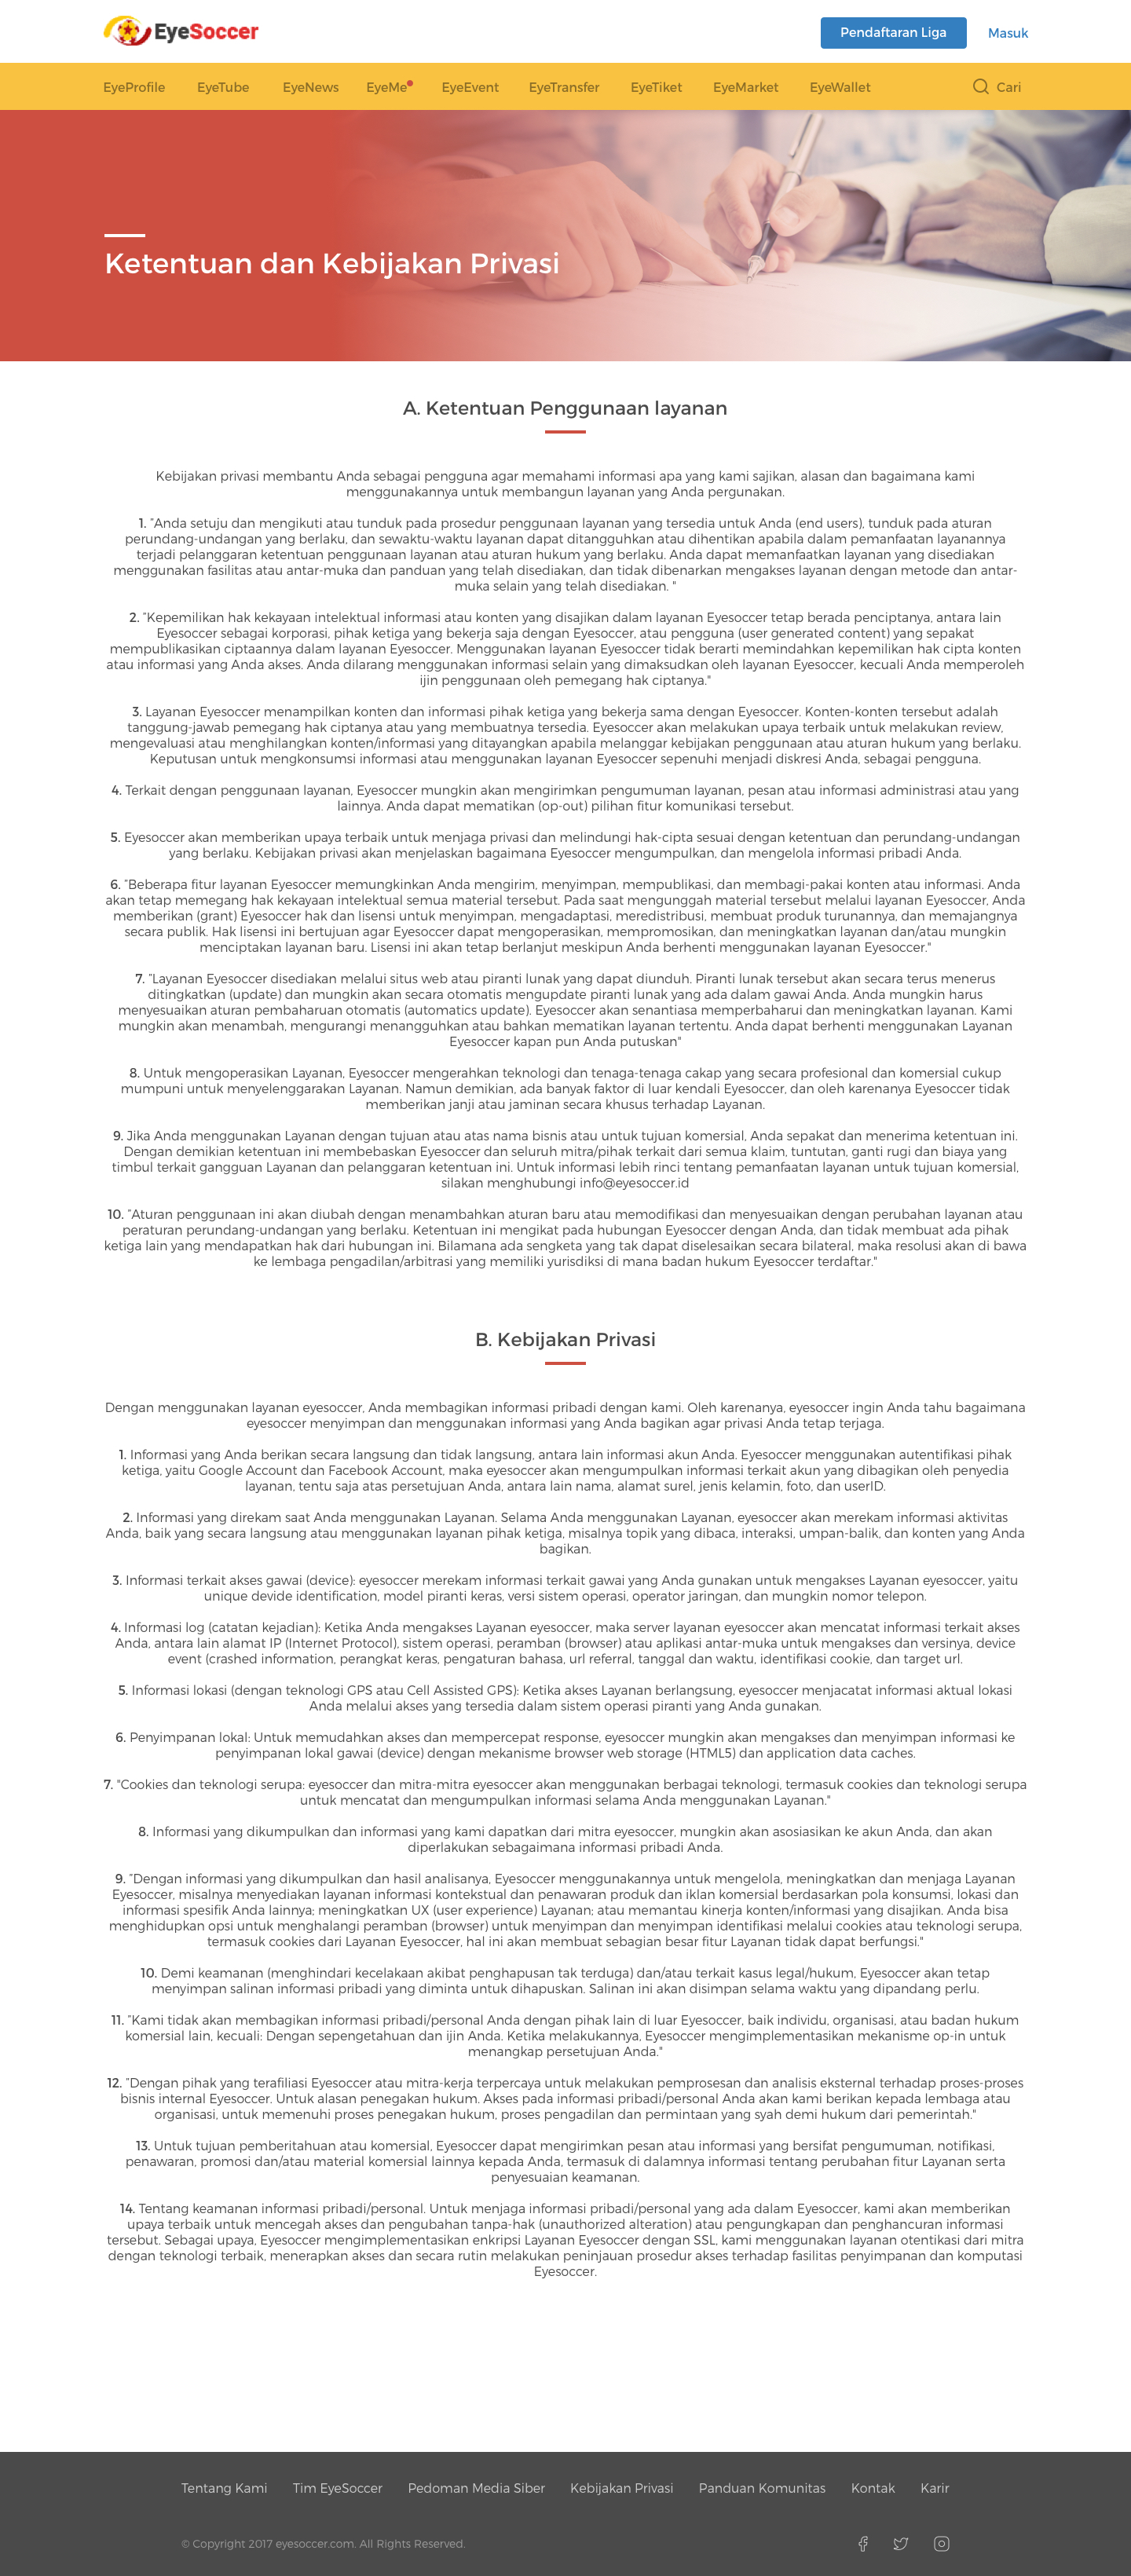 EyeSoccer
Pendaftaran Liga
Masuk
EyeProfile
EyeTube
EyeNews
EyeMe
EyeEvent
EyeTransfer
EyeTiket
EyeMarket
EyeWallet
Cari
Ketentuan dan Kebijakan Privasi
A. Ketentuan Penggunaan layanan
Kebijakan privasi membantu Anda sebagai pengguna agar memahami informasi apa yang kami sajikan, alasan dan bagaimana kami
menggunakannya untuk membangun layanan yang Anda pergunakan.
1. "Anda setuju dan mengikuti atau tunduk pada prosedur penggunaan layanan yang tersedia untuk Anda (end users), tunduk pada aturan
perundang-undangan yang berlaku, dan sewaktu-waktu layanan dapat ditangguhkan atau dihentikan apabila dalam pemanfaatan layanannya
terjadi pelanggaran ketentuan penggunaan layanan atau aturan hukum yang berlaku. Anda dapat memanfaatkan layanan yang disediakan
menggunakan fasilitas atau antar-muka dan panduan yang telah disediakan, dan tidak dibenarkan mengakses layanan dengan metode dan antar-
muka selain yang telah disediakan. "
2. "Kepemilikan hak kekayaan intelektual informasi atau konten yang disajikan dalam layanan Eyesoccer tetap berada penciptanya, antara lain
Eyesoccer sebagai korporasi, pihak ketiga yang bekerja saja dengan Eyesoccer, atau pengguna (user generated content) yang sepakat
mempublikasikan ciptaannya dalam layanan Eyesoccer. Menggunakan layanan Eyesoccer tidak berarti memindahkan kepemilikan hak cipta konten
atau informasi yang Anda akses. Anda dilarang menggunakan informasi selain yang dimaksudkan oleh layanan Eyesoccer, kecuali Anda memperoleh
ijin penggunaan oleh pemegang hak ciptanya."
3. Layanan Eyesoccer menampilkan konten dan informasi pihak ketiga yang bekerja sama dengan Eyesoccer. Konten-konten tersebut adalah
tanggung-jawab pemegang hak ciptanya atau yang membuatnya tersedia. Eyesoccer akan melakukan upaya terbaik untuk melakukan review,
mengevaluasi atau menghilangkan konten/informasi yang ditayangkan apabila melanggar kebijakan penggunaan atau aturan hukum yang berlaku.
Keputusan untuk mengkonsumsi informasi atau menggunakan layanan Eyesoccer sepenuhi menjadi diskresi Anda, sebagai pengguna.
4. Terkait dengan penggunaan layanan, Eyesoccer mungkin akan mengirimkan pengumuman layanan, pesan atau informasi administrasi atau yang
lainnya. Anda dapat mematikan (op-out) pilihan fitur komunikasi tersebut.
5. Eyesoccer akan memberikan upaya terbaik untuk menjaga privasi dan melindungi hak-cipta sesuai dengan ketentuan dan perundang-undangan
yang berlaku. Kebijakan privasi akan menjelaskan bagaimana Eyesoccer mengumpulkan, dan mengelola informasi pribadi Anda.
6. "Beberapa fitur layanan Eyesoccer memungkinkan Anda mengirim, menyimpan, mempublikasi, dan membagi-pakai konten atau informasi. Anda
akan tetap memegang hak kekayaan intelektual semua material tersebut. Pada saat mengunggah material tersebut melalui layanan Eyesoccer, Anda
memberikan (grant) Eyesoccer hak dan lisensi untuk menyimpan, mengadaptasi, meredistribusi, membuat produk turunannya, dan memajangnya
secara publik. Hak lisensi ini bertujuan agar Eyesoccer dapat mengoperasikan, mempromosikan, dan meningkatkan layanan dan/atau mungkin
menciptakan layanan baru. Lisensi ini akan tetap berlanjut meskipun Anda berhenti menggunakan layanan Eyesoccer."
7. "Layanan Eyesoccer disediakan melalui situs web atau piranti lunak yang dapat diunduh. Piranti lunak tersebut akan secara terus menerus
ditingkatkan (update) dan mungkin akan secara otomatis mengupdate piranti lunak yang ada dalam gawai Anda. Anda mungkin harus
menyesuaikan aturan pembaharuan otomatis (automatics update). Eyesoccer akan senantiasa memperbaharui dan meningkatkan layanan. Kami
mungkin akan menambah, mengurangi menangguhkan atau bahkan mematikan layanan tertentu. Anda dapat berhenti menggunakan Layanan
Eyesoccer kapan pun Anda putuskan"
8. Untuk mengoperasikan Layanan, Eyesoccer mengerahkan teknologi dan tenaga-tenaga cakap yang secara profesional dan komersial cukup
mumpuni untuk menyelenggarakan Layanan. Namun demikian, ada banyak faktor di luar kendali Eyesoccer, dan oleh karenanya Eyesoccer tidak
memberikan janji atau jaminan secara khusus terhadap Layanan.
9. Jika Anda menggunakan Layanan dengan tujuan atau atas nama bisnis atau untuk tujuan komersial, Anda sepakat dan menerima ketentuan ini.
Dengan demikian ketentuan ini membebaskan Eyesoccer dan seluruh mitra/pihak terkait dari semua klaim, tuntutan, ganti rugi dan biaya yang
timbul terkait gangguan Layanan dan pelanggaran ketentuan ini. Untuk informasi lebih rinci tentang pemanfaatan layanan untuk tujuan komersial,
silakan menghubungi info@eyesoccer.id
10. "Aturan penggunaan ini akan diubah dengan menambahkan aturan baru atau memodifikasi dan menyesuaikan dengan perubahan layanan atau
peraturan perundang-undangan yang berlaku. Ketentuan ini mengikat pada hubungan Eyesoccer dengan Anda, dan tidak membuat ada pihak
ketiga lain yang mendapatkan hak dari hubungan ini. Bilamana ada sengketa yang tak dapat diselesaikan secara bilateral, maka resolusi akan di bawa
ke lembaga pengadilan/arbitrasi yang memiliki yurisdiksi di mana badan hukum Eyesoccer terdaftar."
B. Kebijakan Privasi
Dengan menggunakan layanan eyesoccer, Anda membagikan informasi pribadi dengan kami. Oleh karenanya, eyesoccer ingin Anda tahu bagaimana
eyesoccer menyimpan dan menggunakan informasi yang Anda bagikan agar privasi Anda tetap terjaga.
1. Informasi yang Anda berikan secara langsung dan tidak langsung, antara lain informasi akun Anda. Eyesoccer menggunakan autentifikasi pihak
ketiga, yaitu Google Account dan Facebook Account, maka eyesoccer akan mengumpulkan informasi terkait akun yang dibagikan oleh penyedia
layanan, tentu saja atas persetujuan Anda, antara lain nama, alamat surel, jenis kelamin, foto, dan userID.
2. Informasi yang direkam saat Anda menggunakan Layanan. Selama Anda menggunakan Layanan, eyesoccer akan merekam informasi aktivitas
Anda, baik yang secara langsung atau menggunakan layanan pihak ketiga, misalnya topik yang dibaca, interaksi, umpan-balik, dan konten yang Anda
bagikan.
3. Informasi terkait akses gawai (device): eyesoccer merekam informasi terkait gawai yang Anda gunakan untuk mengakses Layanan eyesoccer, yaitu
unique devide identification, model piranti keras, versi sistem operasi, operator jaringan, dan mungkin nomor telepon.
4. Informasi log (catatan kejadian): Ketika Anda mengakses Layanan eyesoccer, maka server layanan eyesoccer akan mencatat informasi terkait akses
Anda, antara lain alamat IP (Internet Protocol), sistem operasi, peramban (browser) atau aplikasi antar-muka untuk mengakses dan versinya, device
event (crashed information, perangkat keras, pengaturan bahasa, url referral, tanggal dan waktu, identifikasi cookie, dan target url.
5. Informasi lokasi (dengan teknologi GPS atau Cell Assisted GPS): Ketika akses Layanan berlangsung, eyesoccer menjacatat informasi aktual lokasi
Anda melalui akses yang tersedia dalam sistem operasi piranti yang Anda gunakan.
6. Penyimpanan lokal: Untuk memudahkan akses dan mempercepat response, eyesoccer mungkin akan mengakses dan menyimpan informasi ke
penyimpanan lokal gawai (device) dengan mekanisme browser web storage (HTML5) dan application data caches.
7. "Cookies dan teknologi serupa: eyesoccer dan mitra-mitra eyesoccer akan menggunakan berbagai teknologi, termasuk cookies dan teknologi serupa
untuk mencatat dan mengumpulkan informasi selama Anda menggunakan Layanan."
8. Informasi yang dikumpulkan dan informasi yang kami dapatkan dari mitra eyesoccer, mungkin akan asosiasikan ke akun Anda, dan akan
diperlakukan sebagaimana informasi pribadi Anda.
9. "Dengan informasi yang dikumpulkan dan hasil analisanya, Eyesoccer menggunakannya untuk mengelola, meningkatkan dan menjaga Layanan
Eyesoccer, misalnya menyediakan layanan informasi kontekstual dan penawaran produk dan iklan komersial berdasarkan pola konsumsi, lokasi dan
informasi spesifik Anda lainnya; meningkatkan UX (user experience) Layanan; atau memantau kinerja konten/informasi yang disajikan. Anda bisa
menghidupkan opsi untuk menghalangi peramban (browser) untuk menyimpan dan menyimpan identifikasi melalui cookies atau teknologi serupa,
termasuk cookies dari Layanan Eyesoccer, hal ini akan membuat sebagian besar fitur Layanan tidak dapat berfungsi."
10. Demi keamanan (menghindari kecelakaan akibat penghapusan tak terduga) dan/atau terkait kasus legal/hukum, Eyesoccer akan tetap
menyimpan salinan informasi pribadi yang diminta untuk dihapuskan. Salinan ini akan disimpan selama waktu yang dipandang perlu.
11. "Kami tidak akan membagikan informasi pribadi/personal Anda dengan pihak lain di luar Eyesoccer, baik individu, organisasi, atau badan hukum
komersial lain, kecuali: Dengan sepengetahuan dan ijin Anda. Ketika melakukannya, Eyesoccer mengimplementasikan mekanisme op-in untuk
menangkap persetujuan Anda."
12. "Dengan pihak yang terafiliasi Eyesoccer atau mitra-kerja terpercaya untuk melakukan pemprosesan dan analisis eksternal terhadap proses-proses
bisnis internal Eyesoccer. Untuk alasan penegakan hukum. Akses pada informasi pribadi/personal Anda akan kami berikan kepada lembaga atau
organisasi, untuk memenuhi proses penegakan hukum, proses pengadilan dan permintaan yang syah demi hukum dari pemerintah."
13. Untuk tujuan pemberitahuan atau komersial, Eyesoccer dapat mengirimkan pesan atau informasi yang bersifat pengumuman, notifikasi,
penawaran, promosi dan/atau material komersial lainnya kepada Anda, termasuk di dalamnya informasi tentang perubahan fitur Layanan serta
penyesuaian keamanan.
14. Tentang keamanan informasi pribadi/personal. Untuk menjaga informasi pribadi/personal yang ada dalam Eyesoccer, kami akan memberikan
upaya terbaik untuk mencegah akses dan pengubahan tanpa-hak (unauthorized alteration) atau pengungkapan dan penghancuran informasi
tersebut. Sebagai upaya, Eyesoccer mengimplementasikan enkripsi Layanan Eyesoccer dengan SSL, kami menggunakan layanan otentikasi dari mitra
dengan teknologi terbaik, menerapkan akses dan secara rutin melakukan peninjauan prosedur akses terhadap fasilitas penyimpanan dan komputasi
Eyesoccer.
Tentang Kami
Tim EyeSoccer
Pedoman Media Siber
Kebijakan Privasi
Panduan Komunitas
Kontak
Karir
© Copyright 2017 eyesoccer.com. All Rights Reserved.